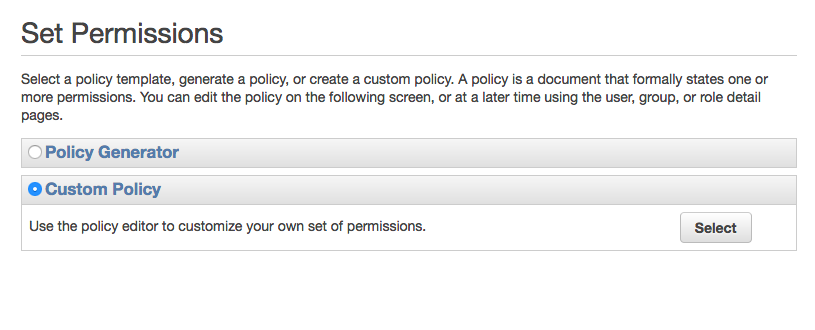 Set Permissions
Select a policy template, generate a policy, or create a custom policy. A policy is a document that formally states one or
more permissions. You can edit the policy on the following screen, or at a later time using the user, group, or role detail
pages.
Policy Generator
Custom Policy
Use the policy editor to customize your own set of permissions.
Select